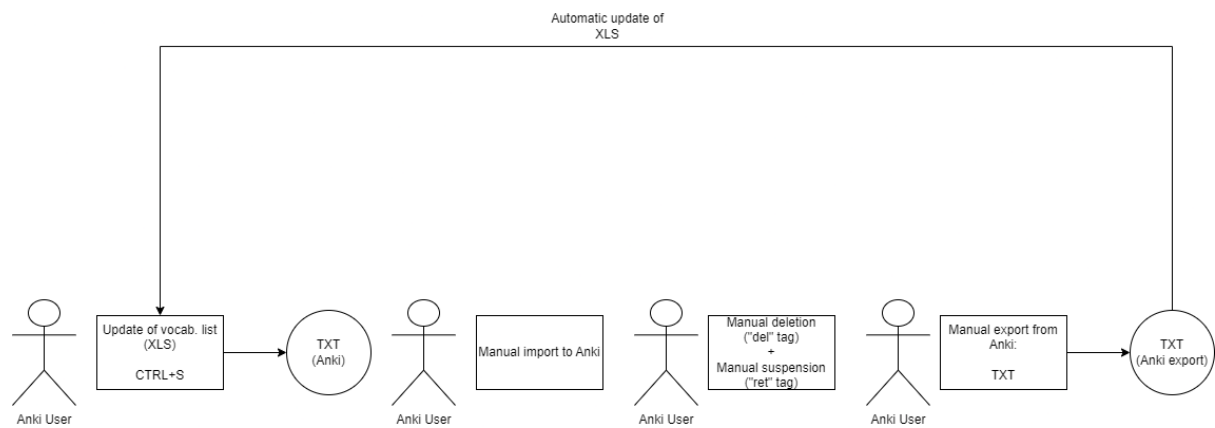 Automatic update of
XLS
Update of vocab. list
(XLS)
CTRL+S
TXT
(Anki)
Manual import to Anki
Manual deletion
("del" tag)
+
Manual suspension
("ret" tag)
Manual export from
Anki:
TXT
TXT
(Anki export)
Anki User
Anki User
Anki User
Anki User